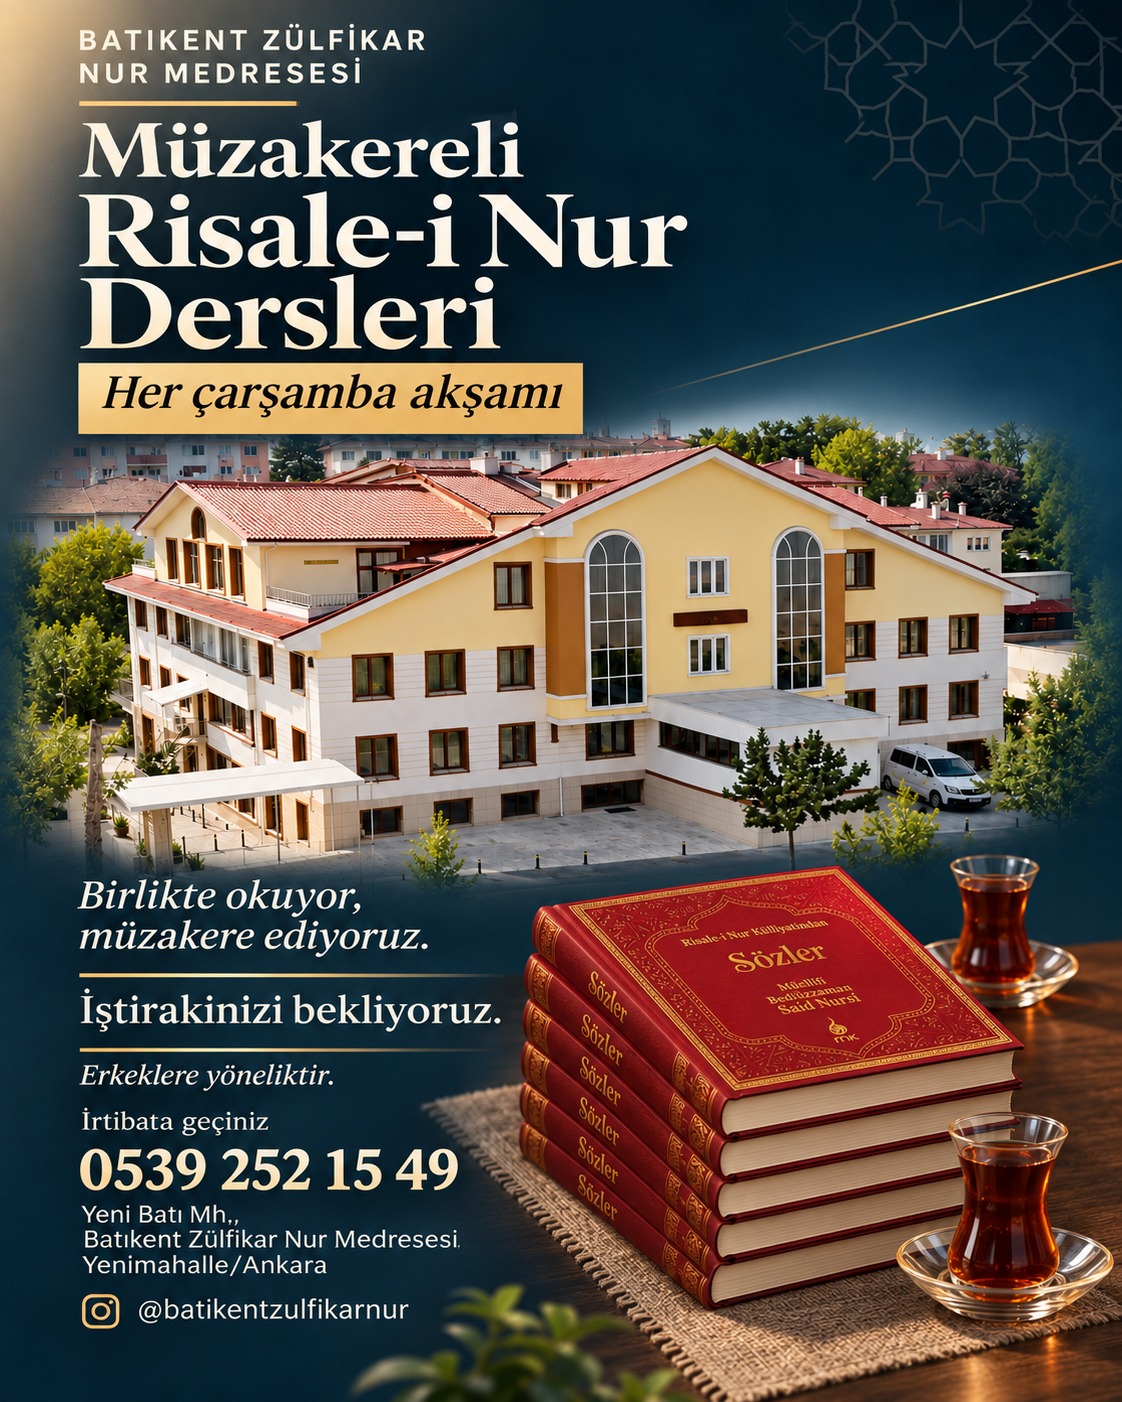 BATIKENT ZÜLFİKAR
NUR MEDRESESİ
Müzakereli
Risale-i Nur
Dersleri
Her çarşamba akşamı
Birlikte okuyor,
müzakere ediyoruz.
İştirakinizi bekliyoruz.
Erkeklere yöneliktir.
İrtibata geçiniz
0539 252 15 49
Yeni Batı Mh,,
Batıkent Zülfikar Nur Medresesi.
Yenimahalle/Ankara
@batikentzulfikarnur
Risale-i Nur Külliyatından
Sözler
Müellifi
Bediüzzaman
Said Nursi
mk
Sözler
Sözler
Sözler
Sözler
Sözler
Sözler